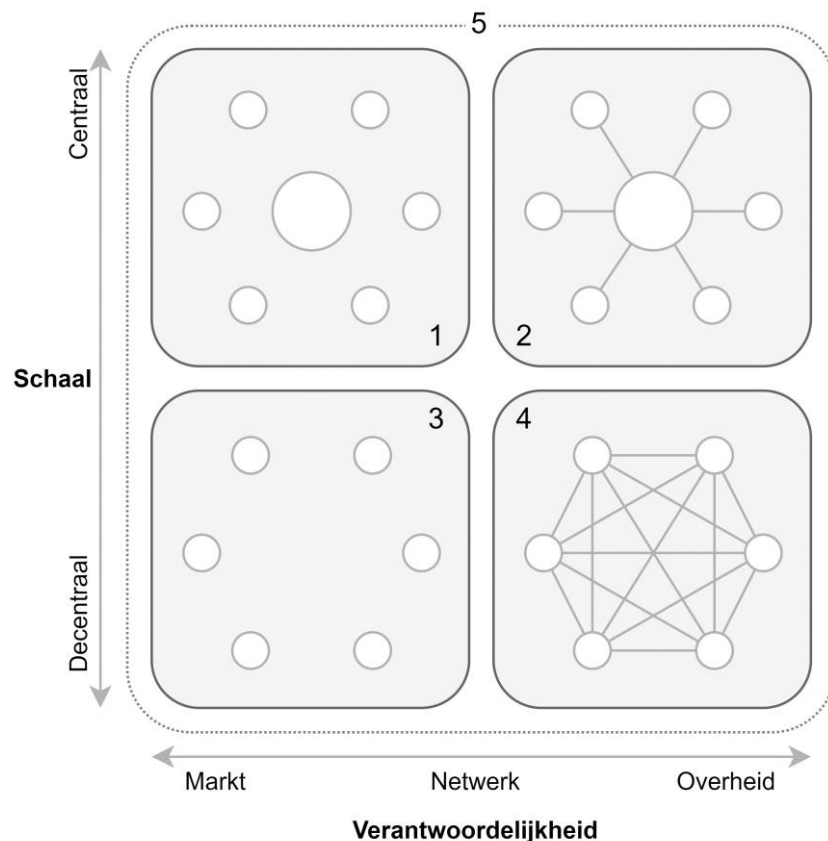 5
Centraal
1
2
Schaal
3
4
Decentraal
Markt
Netwerk
Overheid
Verantwoordelijkheid